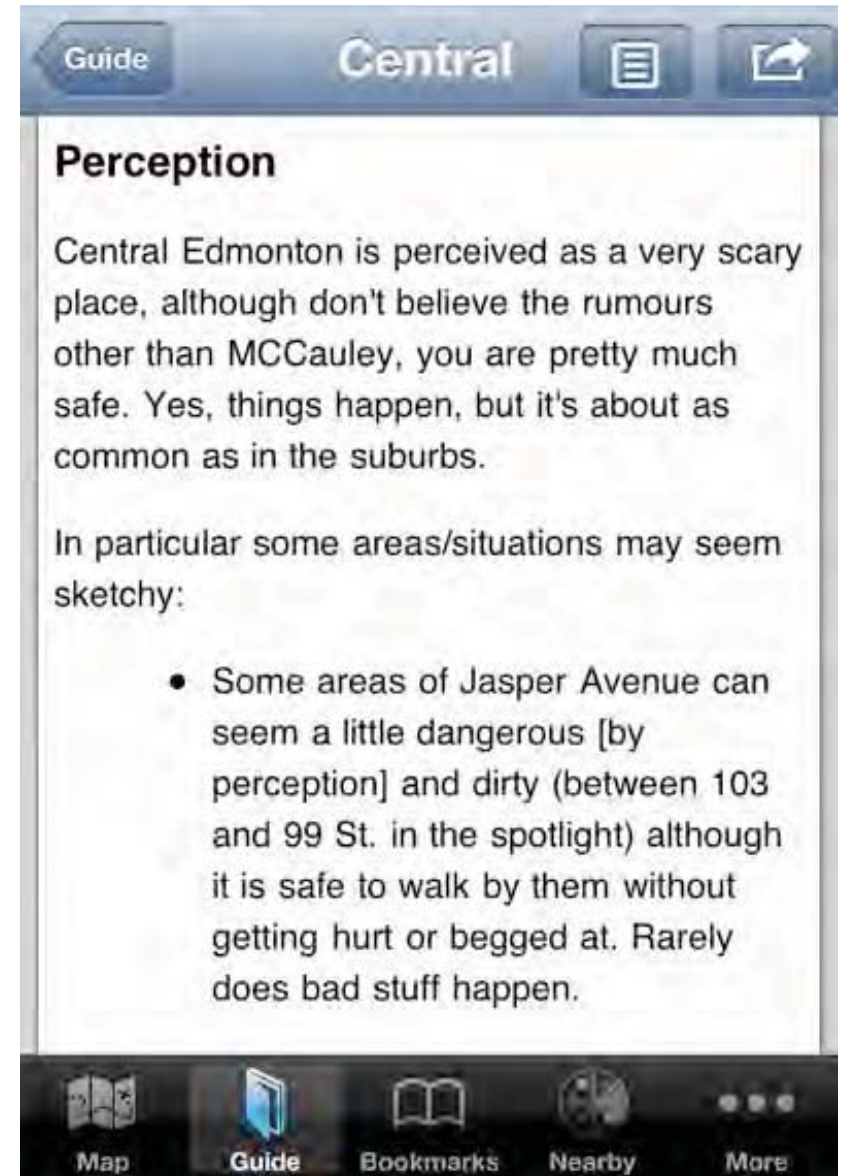 Guide
Central
Perception
Central Edmonton is perceived as a very scary
place, although don't believe the rumours
other than MCCauley, you are pretty much
safe. Yes, things happen, but it's about as
common as in the suburbs.
In particular some areas/situations may seem
sketchy:
• Some areas of Jasper Avenue can
seem a little dangerous [by
perception] and dirty (between 103
and 99 St. in the spotlight) although
it is safe to walk by them without
getting hurt or begged at. Rarely
does bad stuff happen.
Map
Guide
Bookmarks
Nearby
More